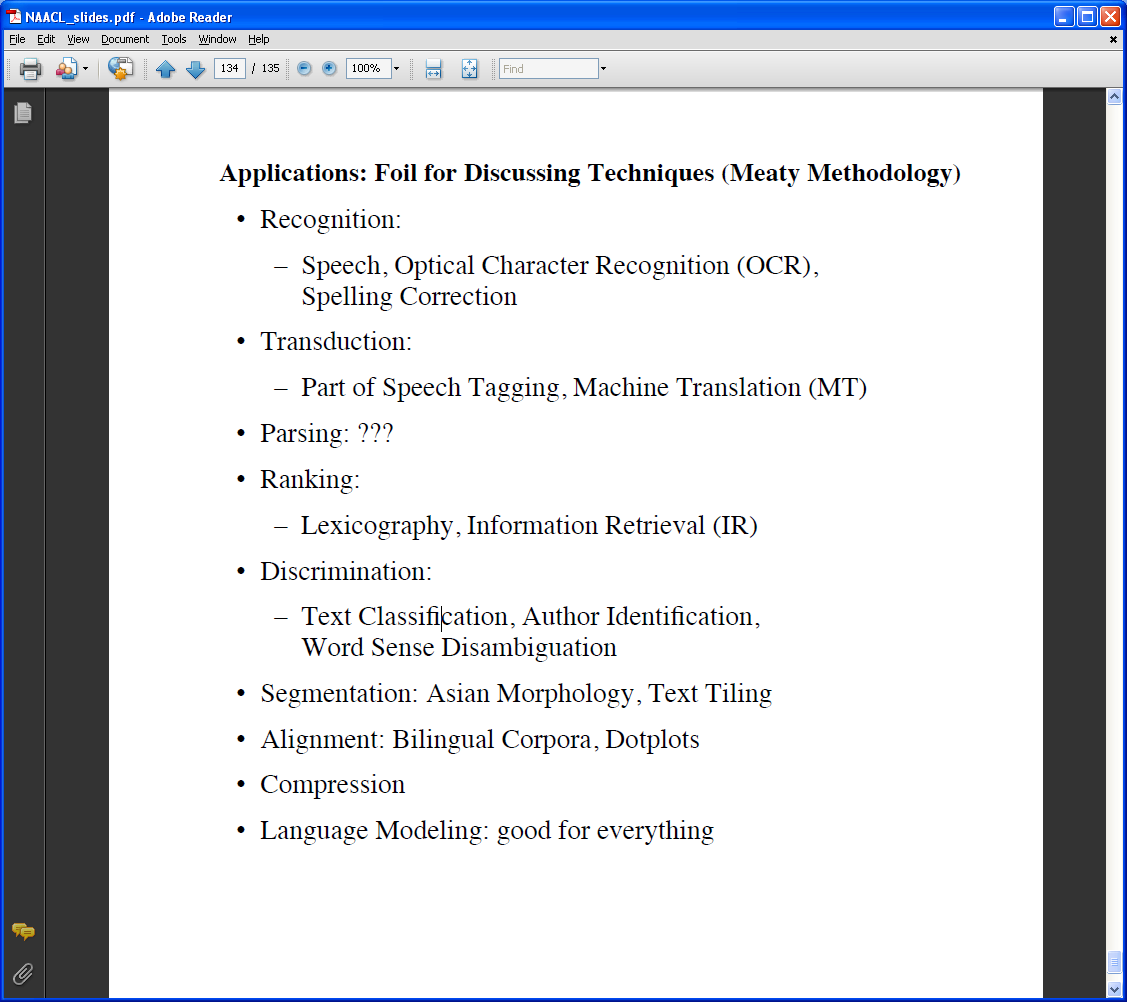 NAACL_slides.pdf - Adobe Reader
File Edit View Document Tools Window Help
134 / 135 100% Find
Applications: Foil for Discussing Techniques (Meaty Methodology)
• Recognition:
– Speech, Optical Character Recognition (OCR),
Spelling Correction
• Transduction:
– Part of Speech Tagging, Machine Translation (MT)
• Parsing: ???
• Ranking:
– Lexicography, Information Retrieval (IR)
• Discrimination:
– Text Classification, Author Identification,
Word Sense Disambiguation
• Segmentation: Asian Morphology, Text Tiling
• Alignment: Bilingual Corpora, Dotplots
• Compression
• Language Modeling: good for everything